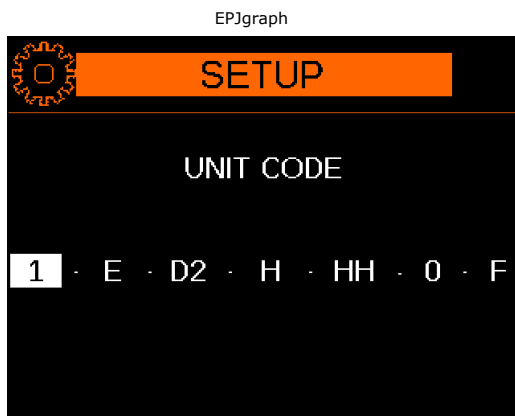 EPJgraph
SETUP
UNIT CODE
1 · E · D2 · H · HH · 0 · F